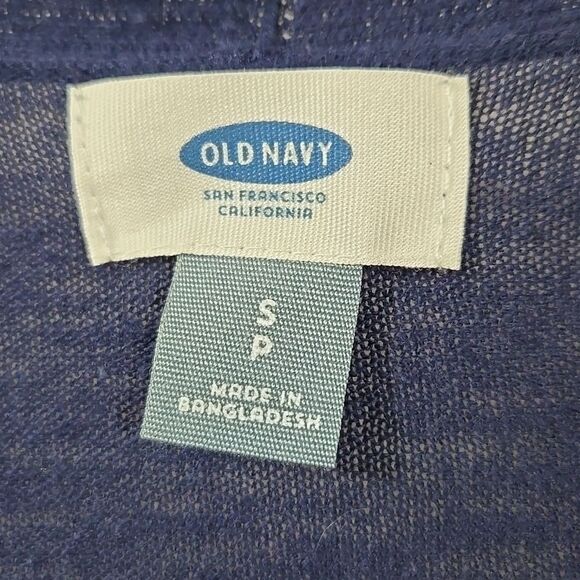 OLD NAVY
SAN FRANCISCO
CALIFORNIA
S
P
MADE IN
BANGLADESH